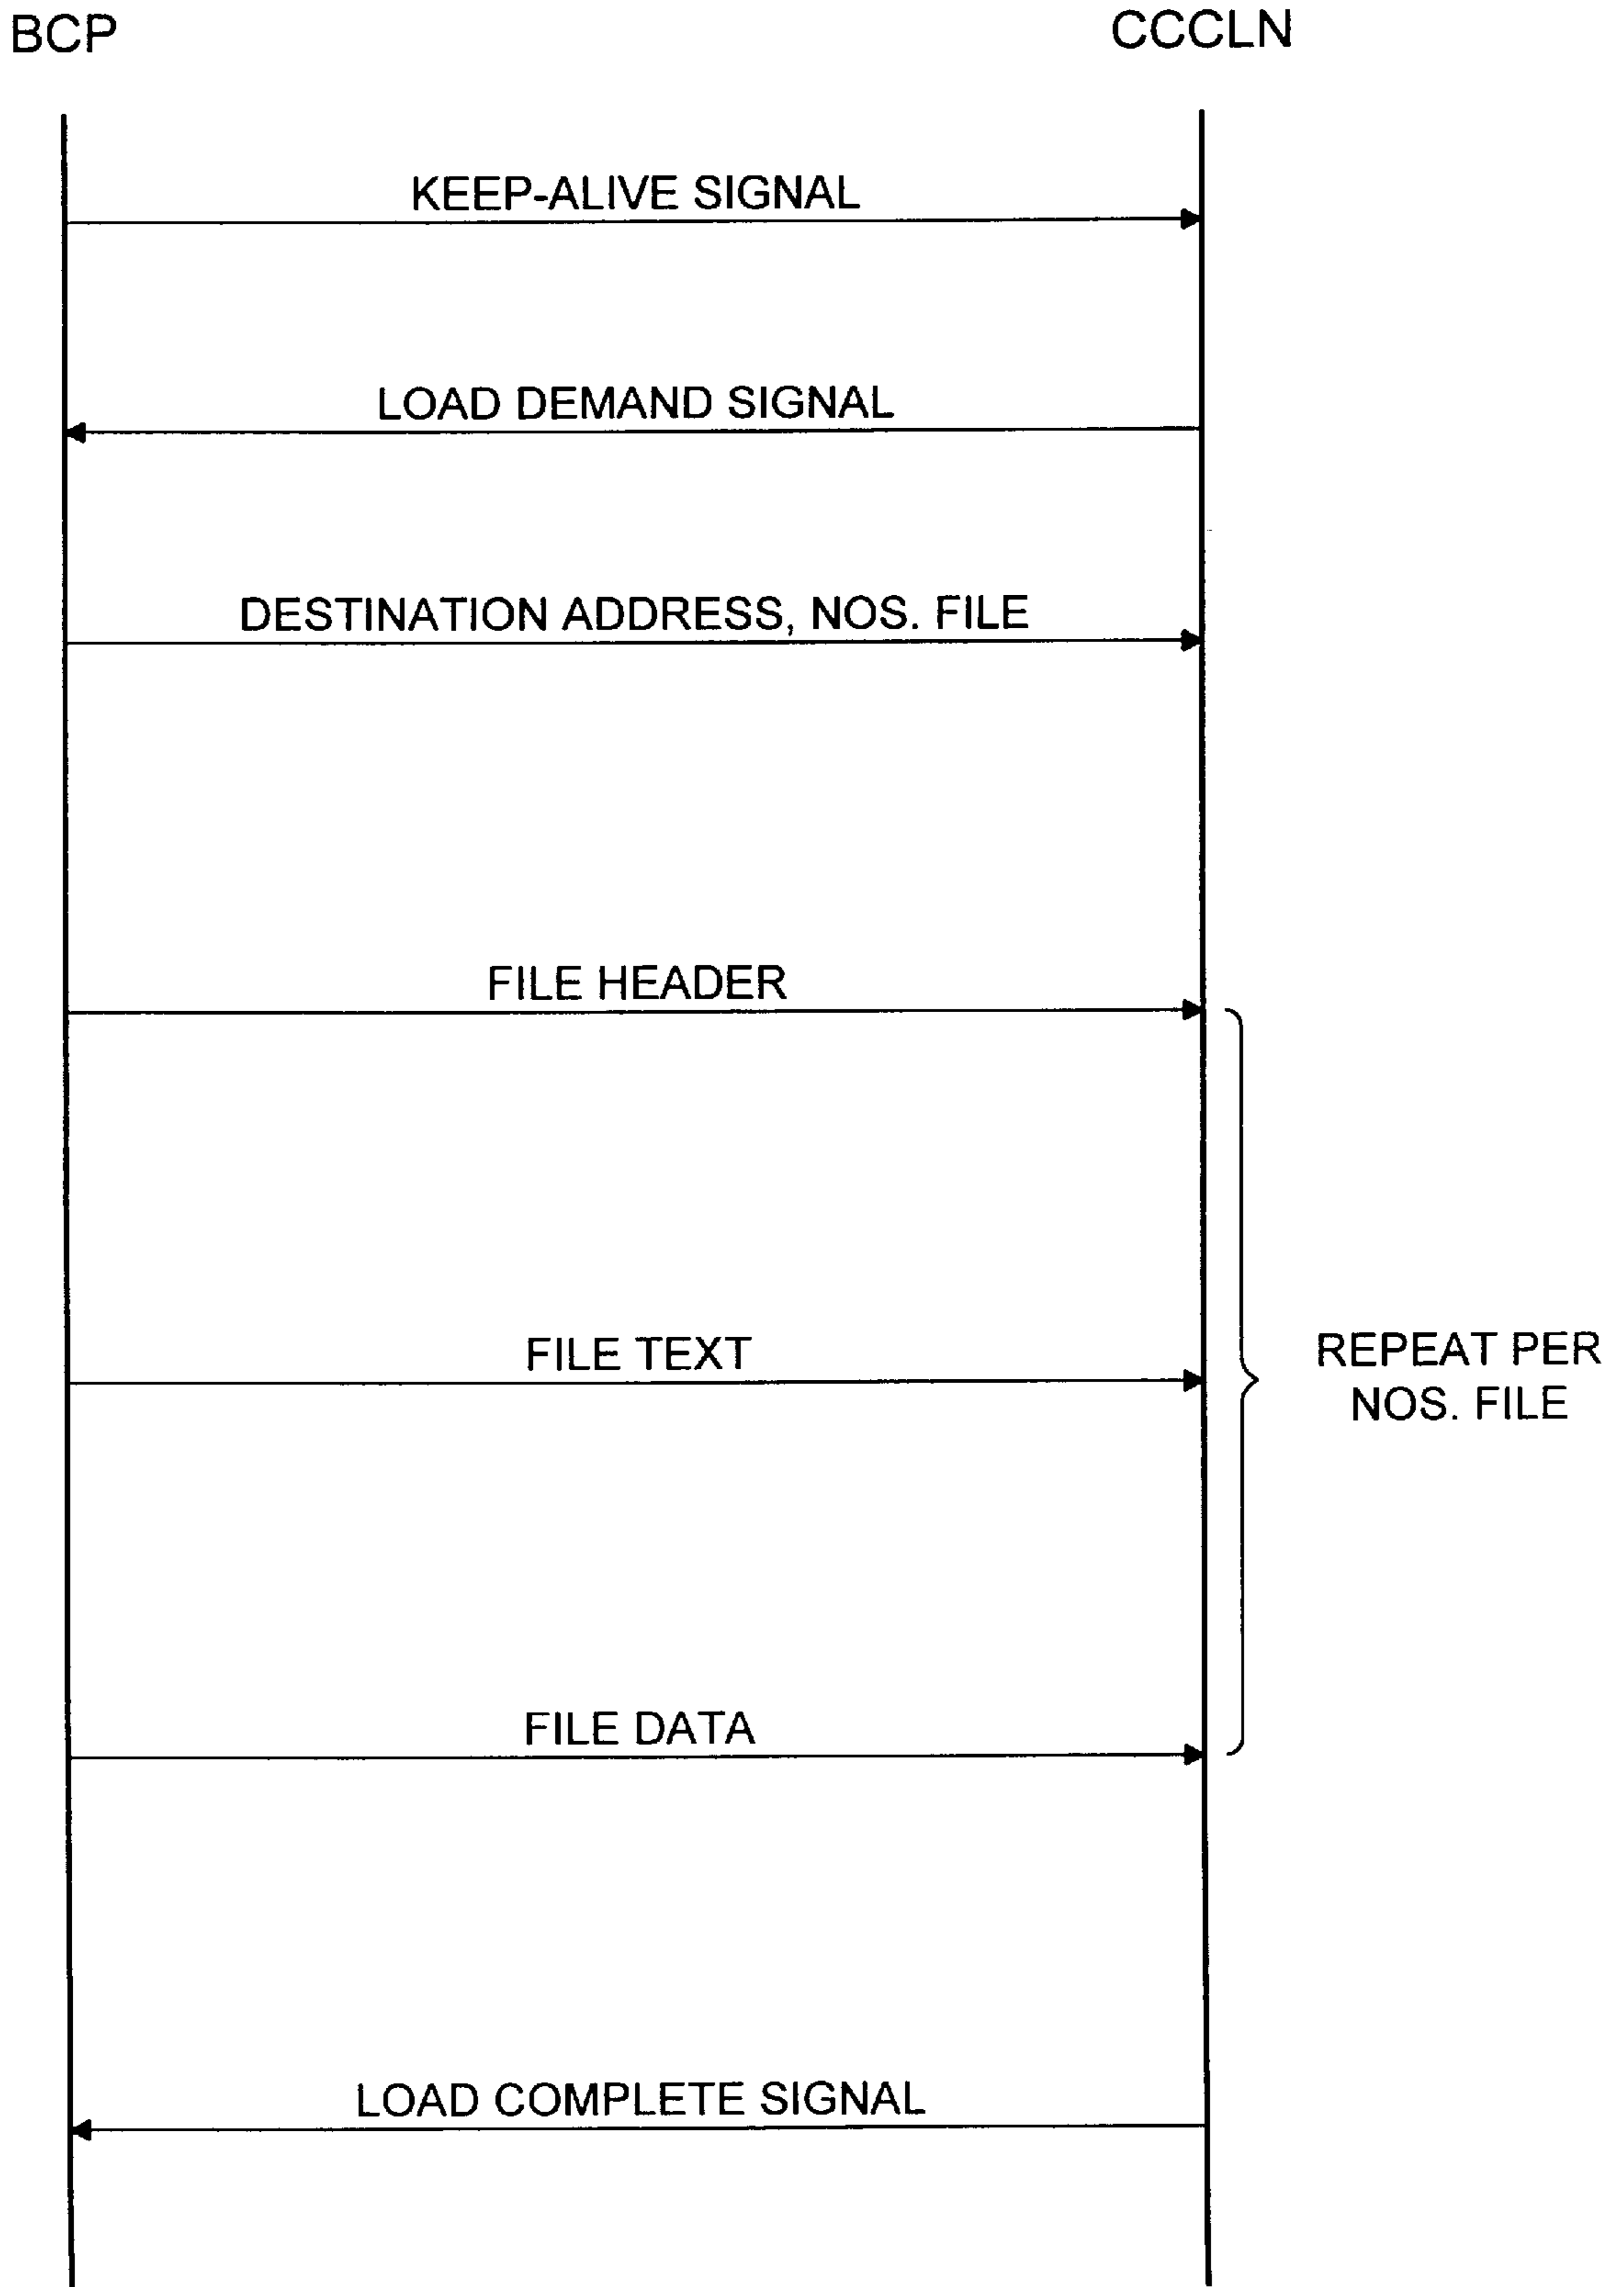 BCP
CCCLN
KEEP-ALIVE SIGNAL
LOAD DEMAND SIGNAL
DESTINATION ADDRESS, NOS. FILE
FILE HEADER
FILE TEXT
REPEAT PER
NOS. FILE
FILE DATA
LOAD COMPLETE SIGNAL